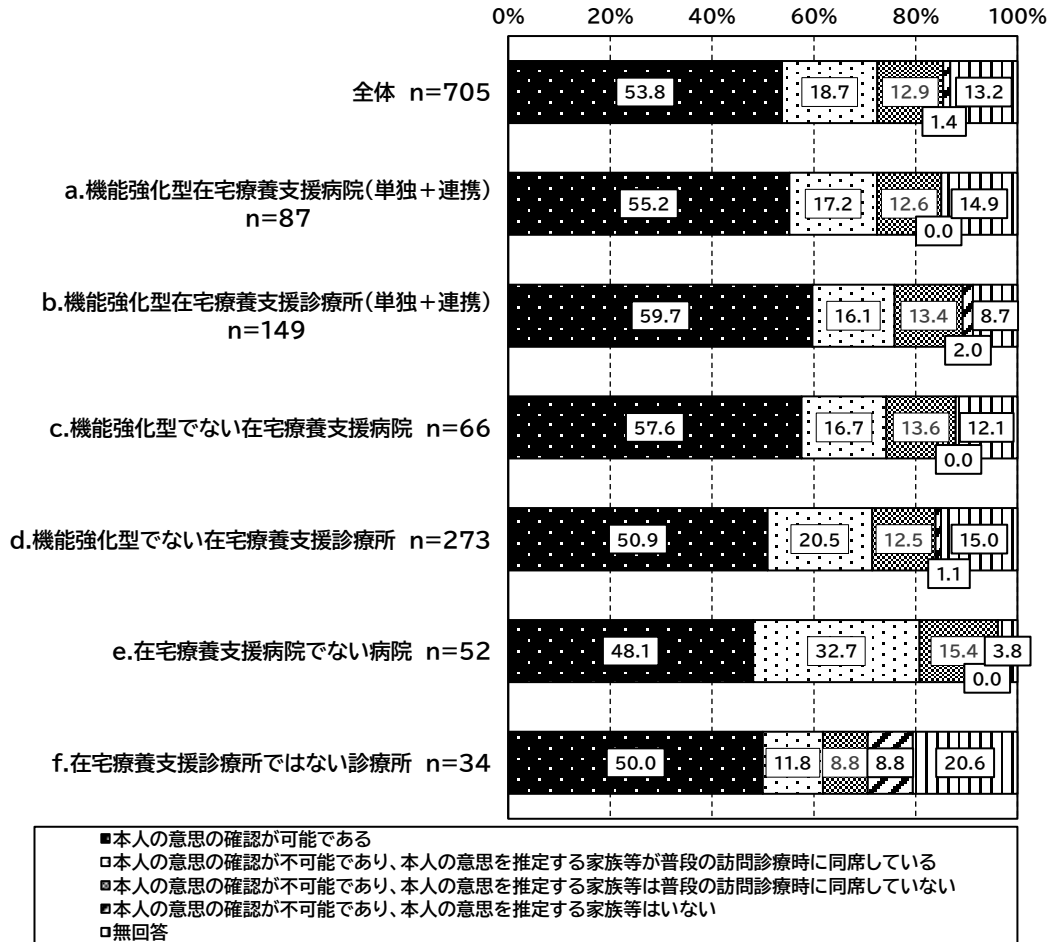 0% 20% 40% 60% 80% 100%
全体 n=705
53.8 18.7 12.9 1.4 13.2
a.機能強化型在宅療養支援病院(単独+連携)
n=87
55.2 17.2 12.6 0.0 14.9
b.機能強化型在宅療養支援診療所(単独+連携)
n=149
59.7 16.1 13.4 2.0 8.7
c.機能強化型でない在宅療養支援病院 n=66
57.6 16.7 13.6 0.0 12.1
d.機能強化型でない在宅療養支援診療所 n=273
50.9 20.5 12.5 1.1 15.0
e.在宅療養支援病院でない病院 n=52
48.1 32.7 15.4 0.0 3.8
f.在宅療養支援診療所ではない診療所 n=34
50.0 11.8 8.8 8.8 20.6
本人の意思の確認が可能である
本人の意思の確認が不可能であり、本人の意思を推定する家族等が普段の訪問診療時に同席している
本人の意思の確認が不可能であり、本人の意思を推定する家族等は普段の訪問診療時に同席していない
本人の意思の確認が不可能であり、本人の意思を推定する家族等はいない
無回答